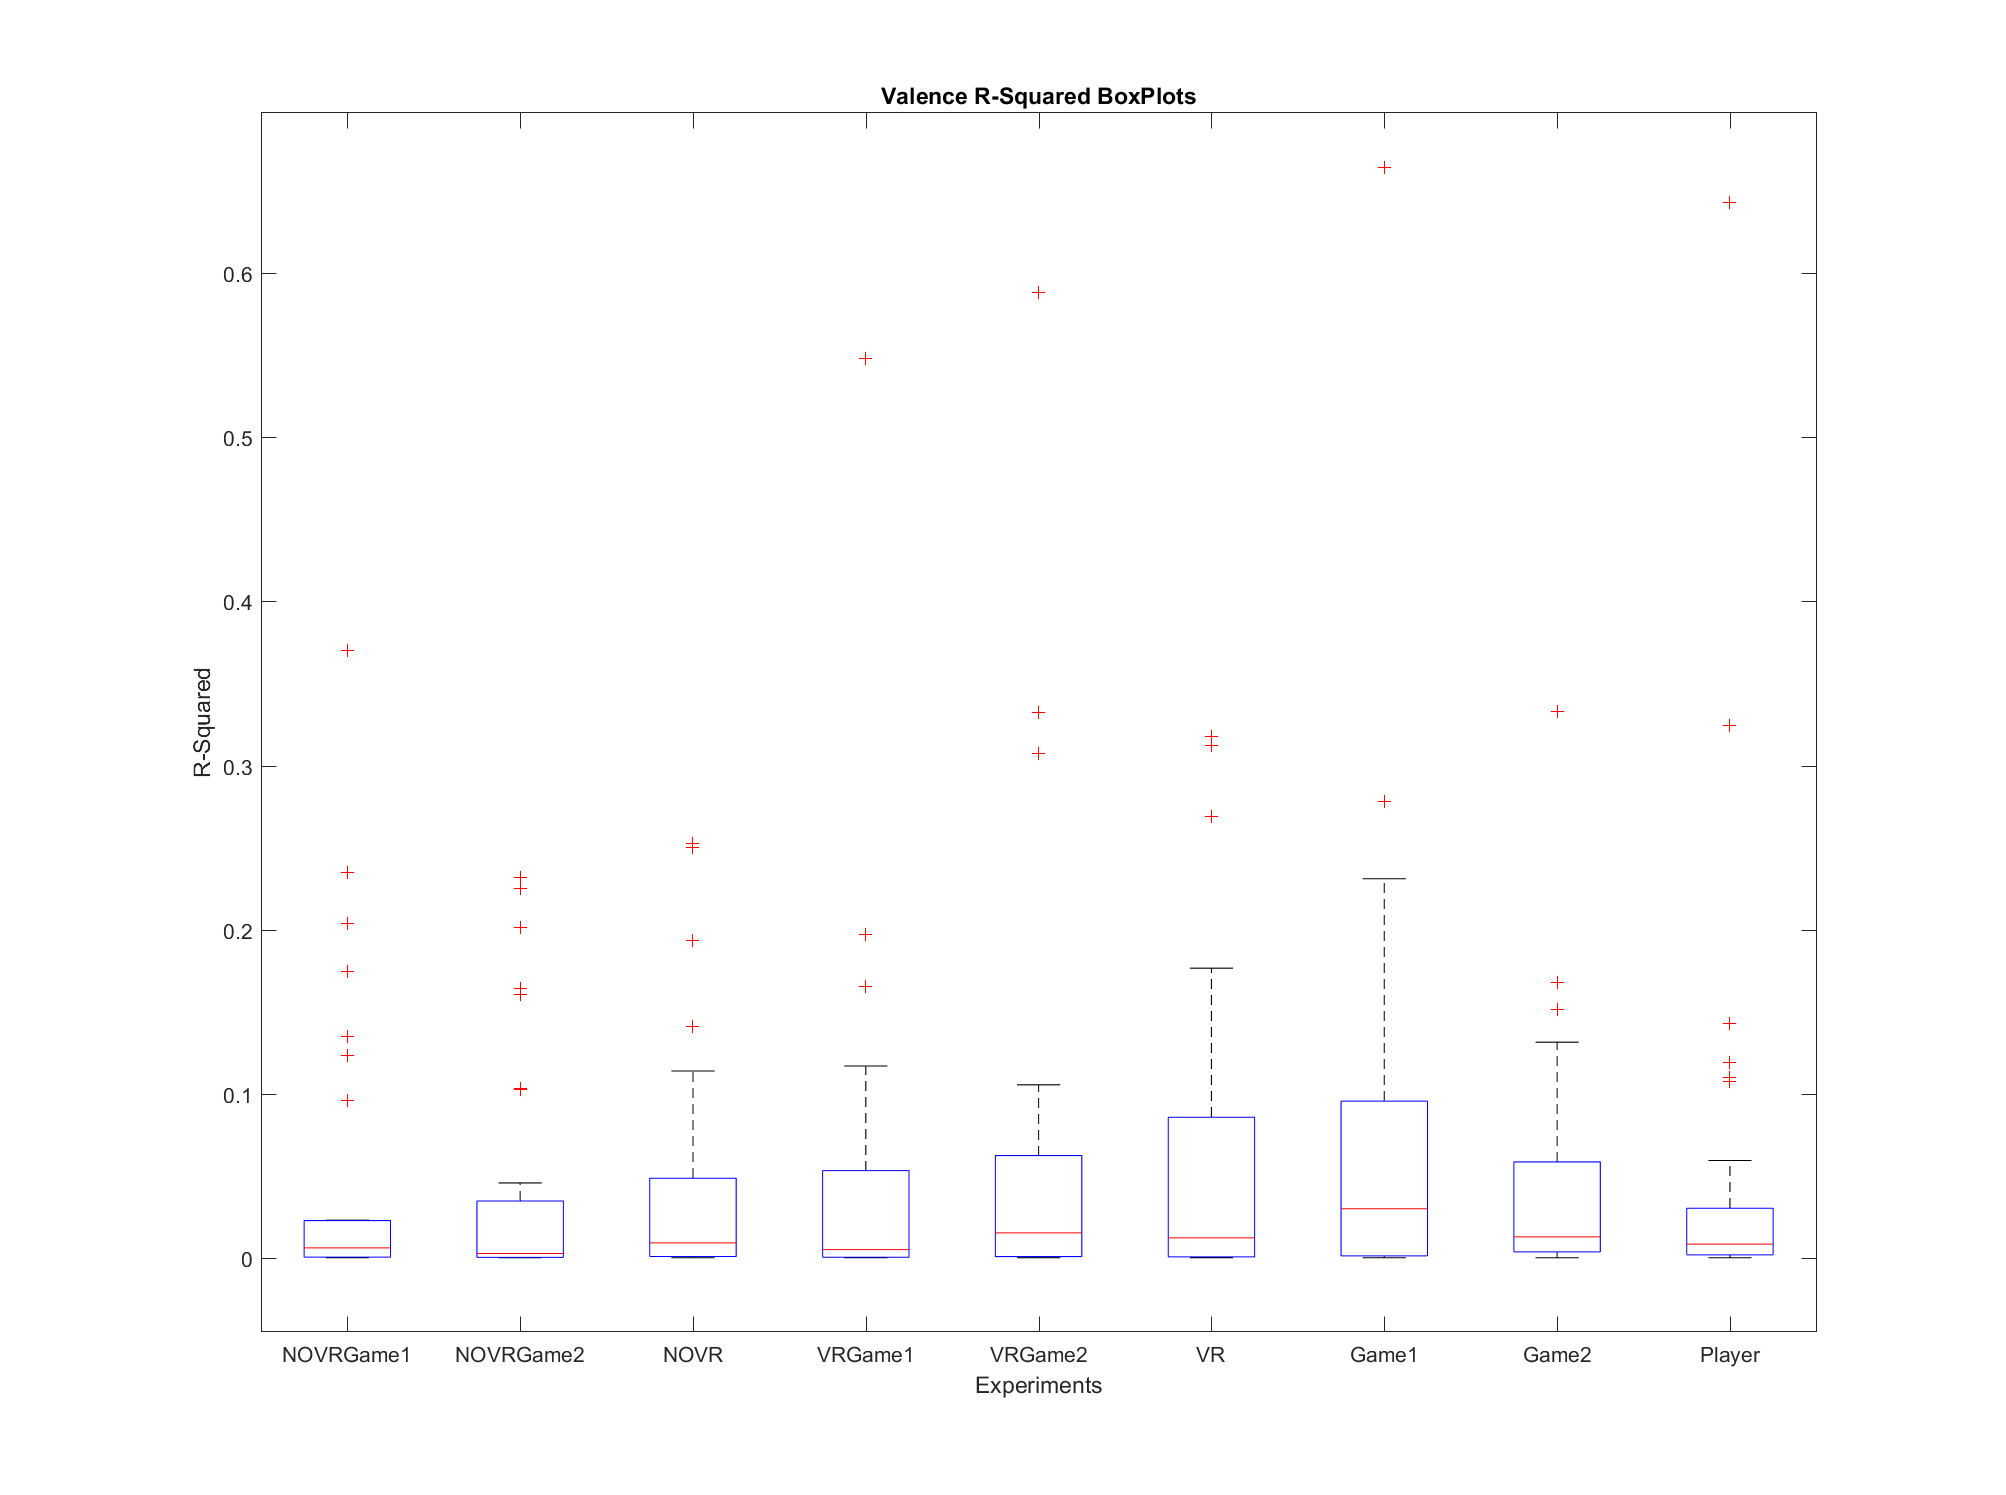 Valence R-Squared BoxPlots
0.6
0.5
0.4
0.3
0.2
0.1
0
R-Squared
NOVRGame1 NOVRGame2 NOVR VRGame1 VRGame2 VR Game1 Game2 Player
Experiments